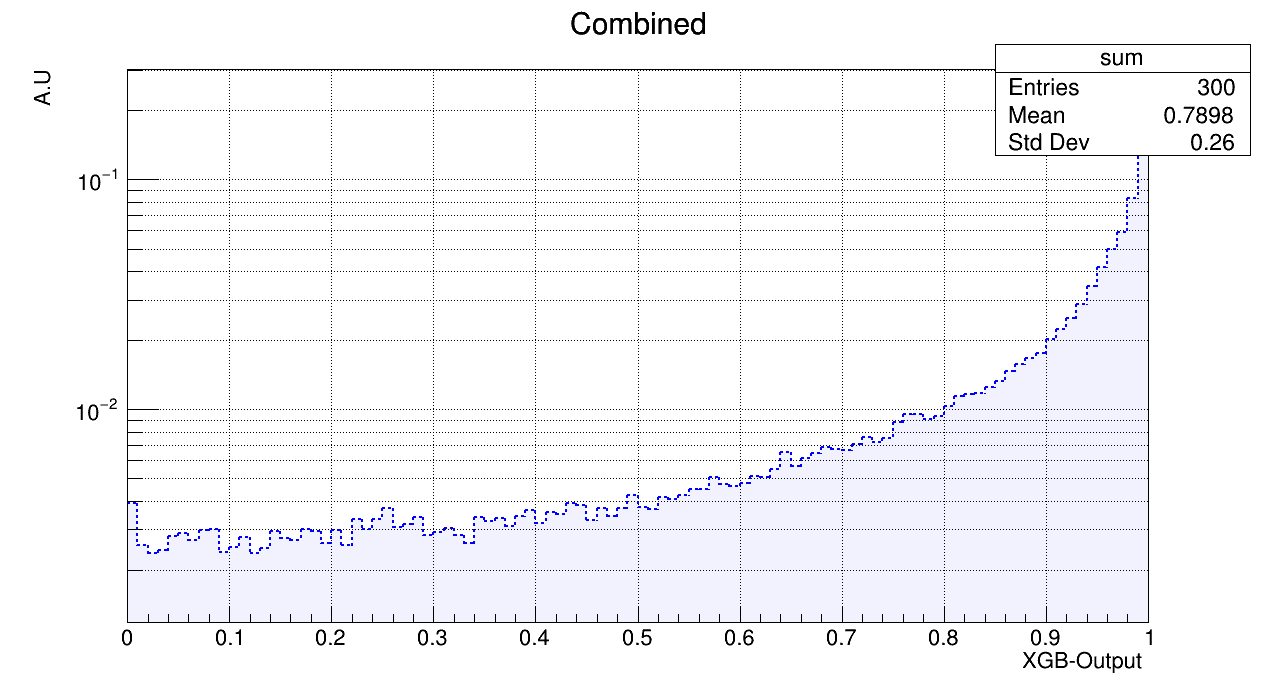 Combined
A.U
sum
Entries 300
Mean 0.7898
Std Dev 0.26
10⁻¹
10⁻²
0 0.1 0.2 0.3 0.4 0.5 0.6 0.7 0.8 0.9 1
XGB-Output